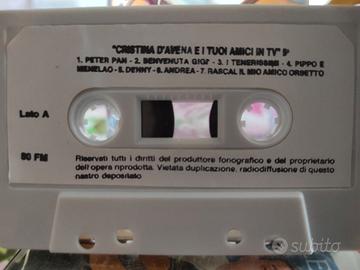 "CRISTINA D'AVENA E I TUOI AMICI IN TV" 5°
1. PETER PAN - 2. BENVENUTA GIGI° - 3. I TENERISSIMI - 4. PIPPO E
MENELAO - 5. DENNY - 6. ANDREA - 7. RASCAL IL MIO AMICO ORSETTO
Lato A
80 FM
Riservati tutti i diritti del produttore fonografico e del proprietario
dell'opera riprodotta. Vietata duplicazione, radiodiffusione di questo
nastro depositato
subito